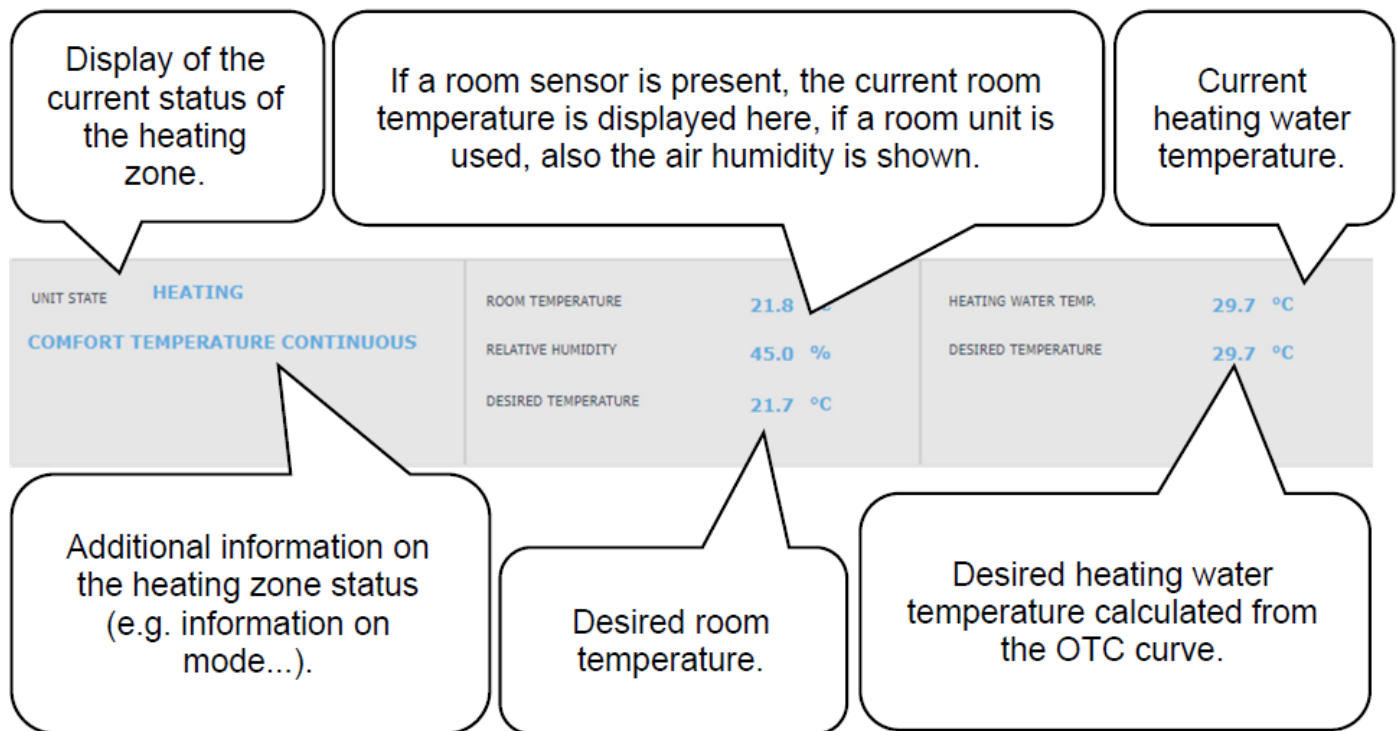 Display of the
current status of
the heating
zone.
If a room sensor is present, the current room
temperature is displayed here, if a room unit is
used, also the air humidity is shown.
Current
heating water
temperature.
UNIT STATE HEATING
COMFORT TEMPERATURE CONTINUOUS
ROOM TEMPERATURE 21.8
RELATIVE HUMIDITY 45.0 %
DESIRED TEMPERATURE 21.7 °C
HEATING WATER TEMP. 29.7 °C
DESIRED TEMPERATURE 29.7 °C
Additional information on
the heating zone status
(e.g. information on
mode...).
Desired room
temperature.
Desired heating water
temperature calculated from
the OTC curve.